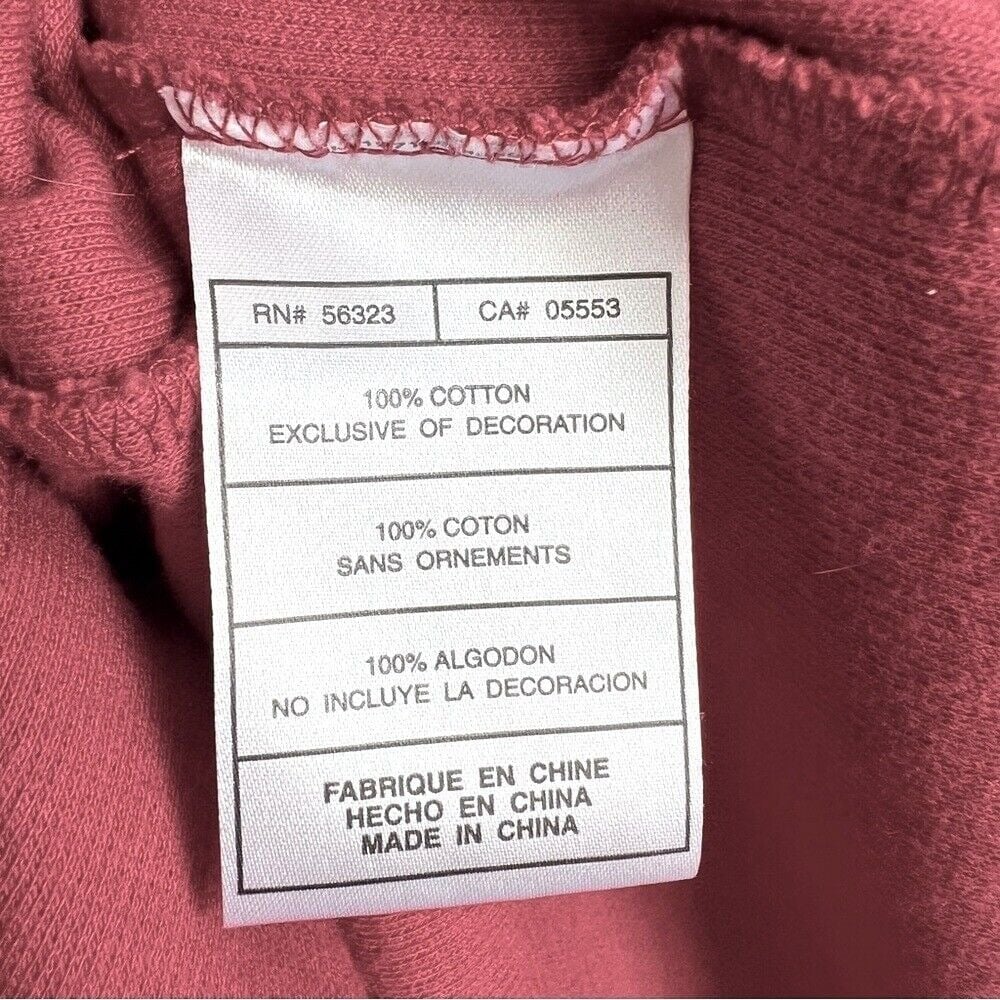 RN# 56323 CA# 05553
100% COTTON
EXCLUSIVE OF DECORATION
100% COTON
SANS ORNEMENTS
100% ALGODON
NO INCLUYE LA DECORACION
FABRIQUE EN CHINE
HECHO EN CHINA
MADE IN CHINA